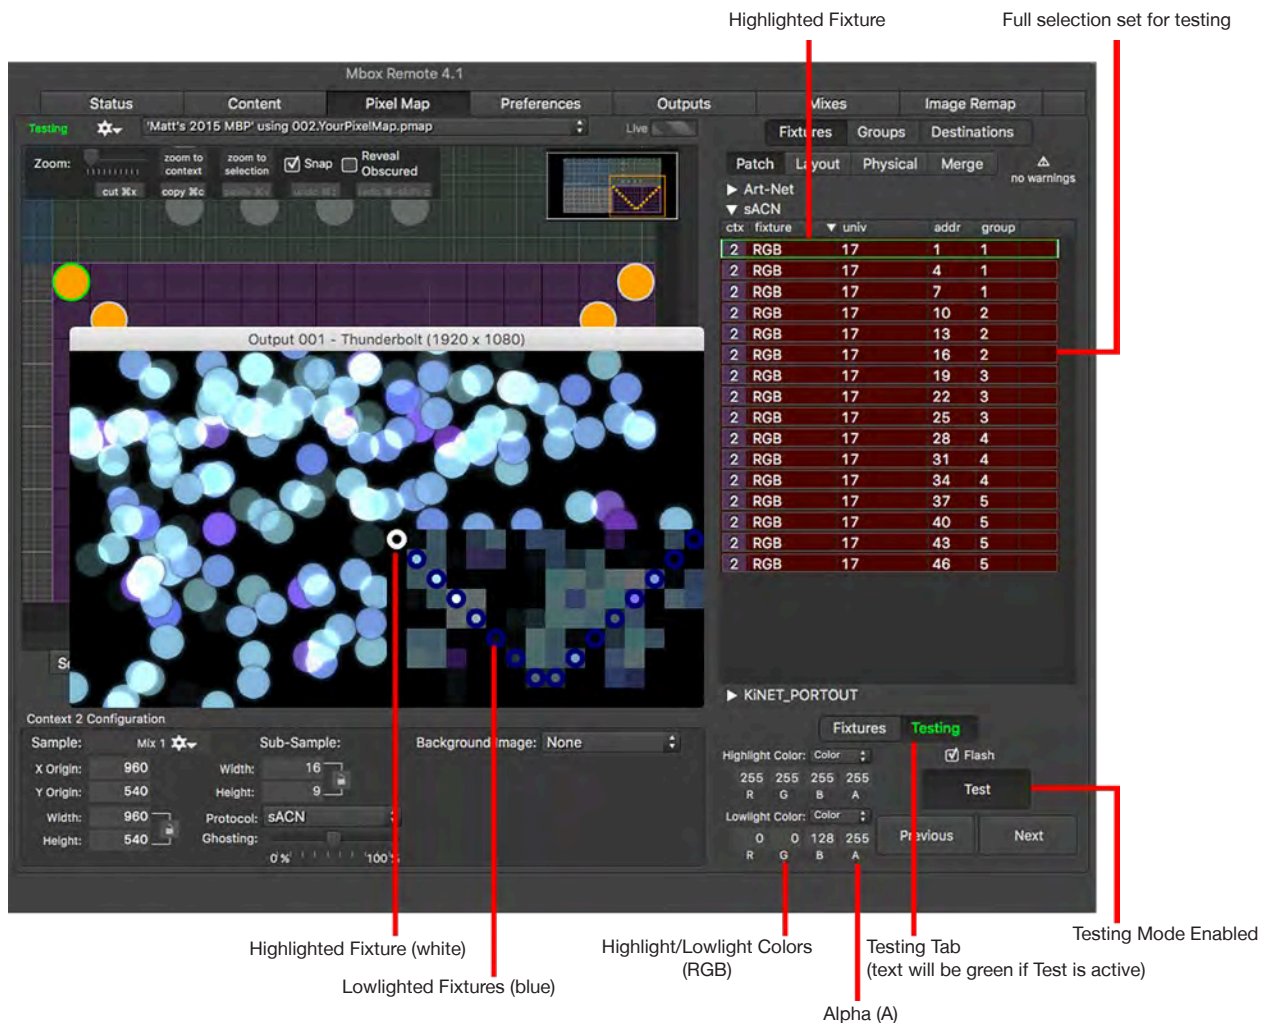 Highlighted Fixture
Full selection set for testing
Mbox Remote 4.1
Status Content Pixel Map Preferences Outputs Mixes Image Remap
Testing 'Matt's 2015 MBP' using 002.YourPixelMap.pmap Live
Fixtures Groups Destinations
Zoom: zoom to context zoom to selection Snap Reveal Obscured
cut ⌘x copy ⌘c paste ⌘v undo ⌘z
Patch Layout Physical Merge
no warnings
Art-Net
sACN
ctx fixture univ addr group
2 RGB 17 1 1
2 RGB 17 4 1
2 RGB 17 7 1
2 RGB 17 10 2
2 RGB 17 13 2
2 RGB 17 16 2
2 RGB 17 19 3
2 RGB 17 22 3
2 RGB 17 25 3
2 RGB 17 28 4
2 RGB 17 31 4
2 RGB 17 34 4
2 RGB 17 37 5
2 RGB 17 40 5
2 RGB 17 43 5
2 RGB 17 46 5
Output 001 - Thunderbolt (1920 x 1080)
KiNET_PORTOUT
Context 2 Configuration
Sample: Mix 1 Sub-Sample: Background Image: None
X Origin: 960 Width: 16
Y Origin: 540 Height: 9
Width: 960 Protocol: sACN
Height: 540 Ghosting:
0% 100%
Fixtures Testing
Highlight Color: Color Flash
255 255 255 255
R G B A
Test
Lowlight Color: Color
0 0 128 255
R G B A
Previous Next
Highlighted Fixture (white)
Lowlighted Fixtures (blue)
Highlight/Lowlight Colors
(RGB)
Testing Tab
(text will be green if Test is active)
Testing Mode Enabled
Alpha (A)